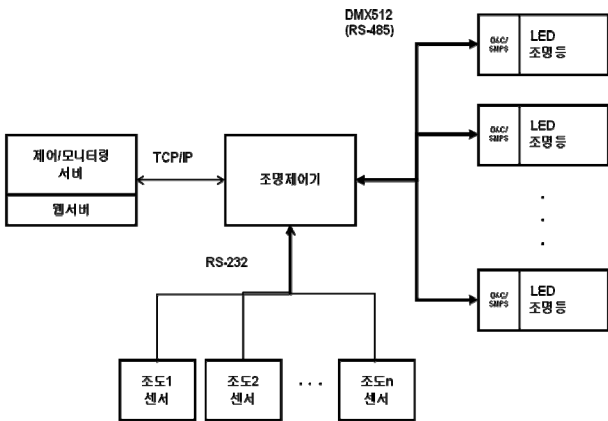 DMX512
(RS-485)
LED
조명등
LED
조명등
제어/모니터링
서버
웹서버
TCP/IP
조명제어기
.
.
.
RS-232
LED
조명등
조도1
센서
조도2
센서
...
조도n
센서